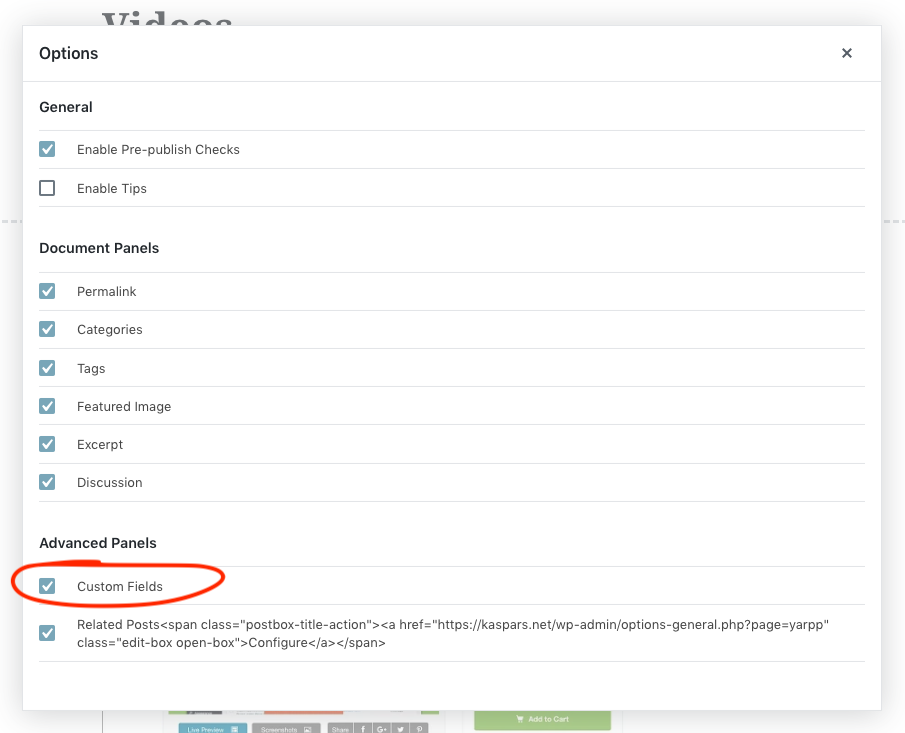 Videos
Options
General
Enable Pre-publish Checks
Enable Tips
Document Panels
Permalink
Categories
Tags
Featured Image
Excerpt
Discussion
Advanced Panels
Custom Fields
Related Posts<span class="postbox-title-action"><a href="https://kaspars.net/wp-admin/options-general.php?page=yarpp"
class="edit-box open-box">Configure</a></span>
Live Preview Screenshots Share Add to Cart